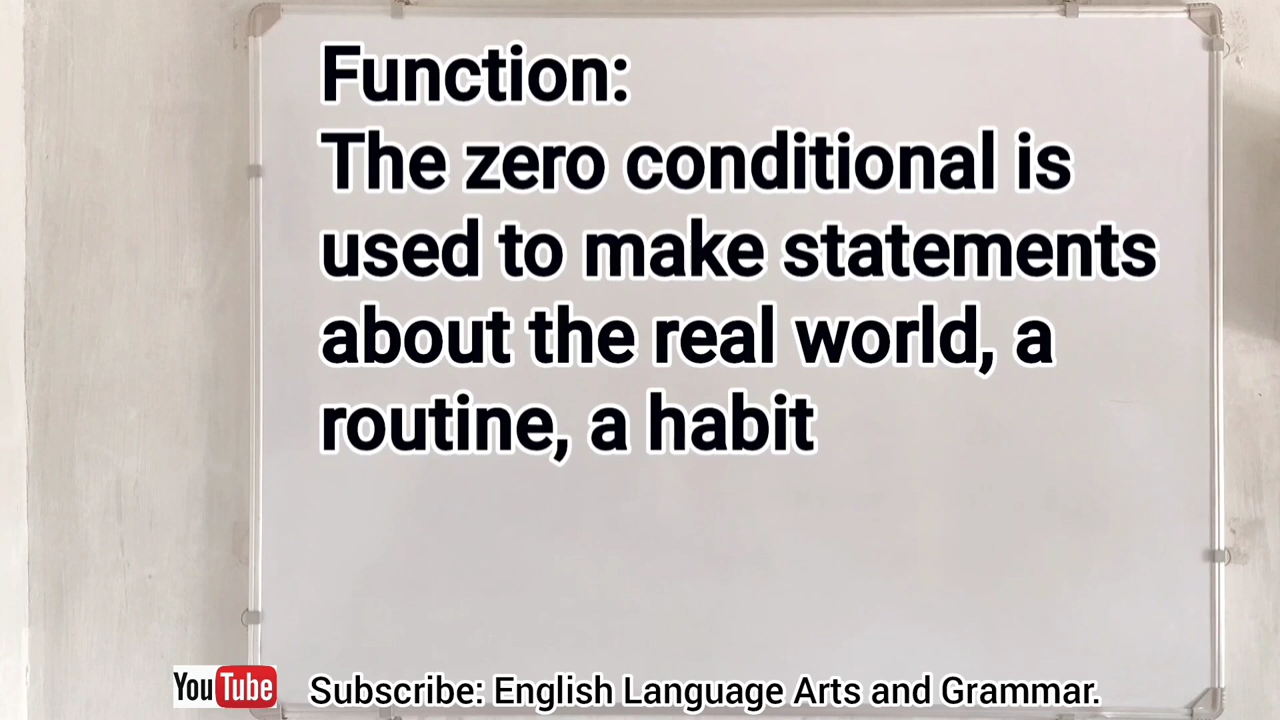 Function:
The zero conditional is
used to make statements
about the real world, a
routine, a habit
YouTube
Subscribe: English Language Arts and Grammar.